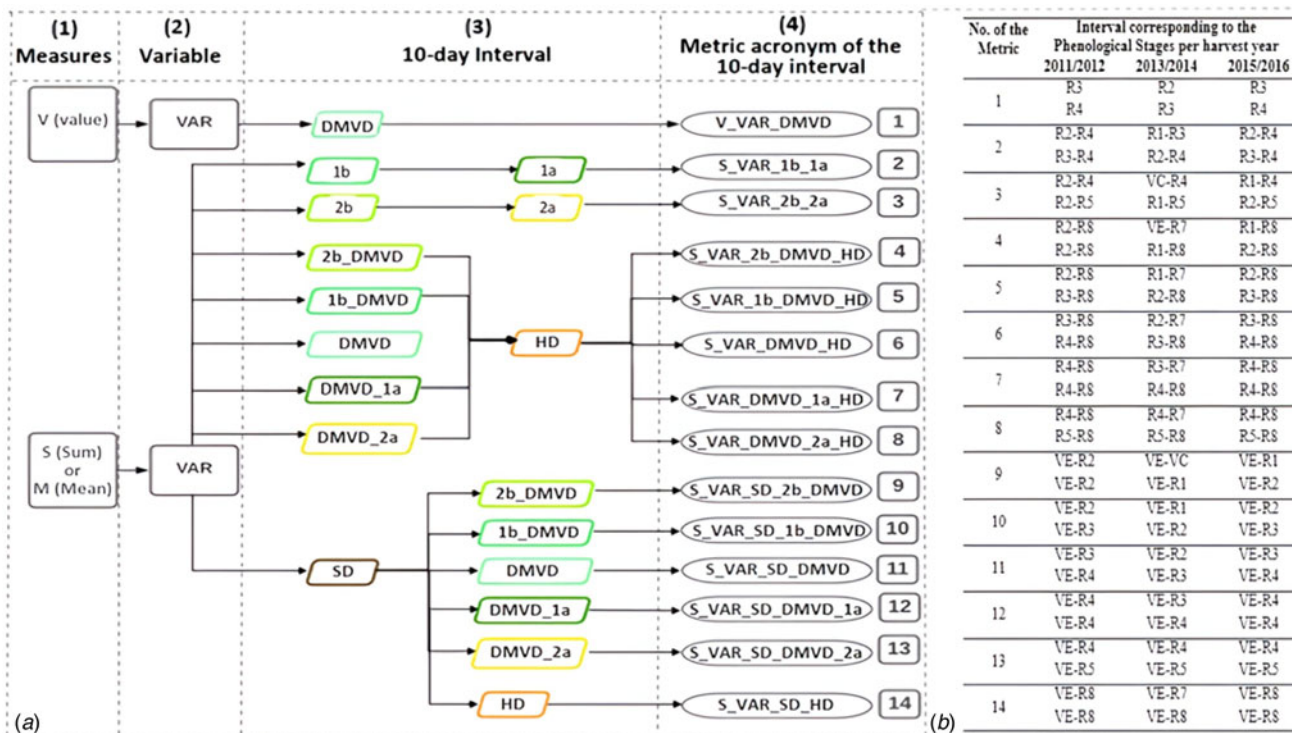 (1)
Measures
(2)
Variable
(3)
10-day Interval
(4)
Metric acronym of the
10-day interval
V (value)
VAR
DMVD
V_VAR_DMVD
1
1b
1a
S_VAR_1b_1a
2
2b
2a
S_VAR_2b_2a
3
2b_DMVD
S_VAR_2b_DMVD_HD
4
1b_DMVD
S_VAR_1b_DMVD_HD
5
DMVD
HD
S_VAR_DMVD_HD
6
DMVD_1a
S_VAR_DMVD_1a_HD
7
DMVD_2a
S_VAR_DMVD_2a_HD
8
S (Sum)
or
M (Mean)
VAR
2b_DMVD
S_VAR_SD_2b_DMVD
9
1b_DMVD
S_VAR_SD_1b_DMVD
10
SD
DMVD
S_VAR_SD_DMVD
11
DMVD_1a
S_VAR_SD_DMVD_1a
12
DMVD_2a
S_VAR_SD_DMVD_2a
13
HD
S_VAR_SD_HD
14
(a)
No. of the
Metric
Interval corresponding to the
Phenological Stages per harvest year
2011/2012 2013/2014 2015/2016
1
R3 R2 R3
R4 R3 R4
2
R2-R4 R1-R3 R2-R4
R3-R4 R2-R4 R3-R4
3
R2-R4 VC-R4 R1-R4
R2-R5 R1-R5 R2-R5
4
R2-R8 VE-R7 R1-R8
R2-R8 R1-R8 R2-R8
5
R2-R8 R1-R7 R2-R8
R3-R8 R2-R8 R3-R8
6
R3-R8 R2-R7 R3-R8
R4-R8 R3-R8 R4-R8
7
R4-R8 R3-R7 R4-R8
R4-R8 R4-R8 R4-R8
8
R4-R8 R4-R7 R4-R8
R5-R8 R5-R8 R5-R8
9
VE-R2 VE-VC VE-R1
VE-R2 VE-R1 VE-R2
10
VE-R2 VE-R1 VE-R2
VE-R3 VE-R2 VE-R3
11
VE-R3 VE-R2 VE-R3
VE-R4 VE-R3 VE-R4
12
VE-R4 VE-R3 VE-R4
VE-R4 VE-R4 VE-R4
13
VE-R4 VE-R4 VE-R4
VE-R5 VE-R5 VE-R5
14
VE-R8 VE-R7 VE-R8
VE-R8 VE-R8 VE-R8
(b)